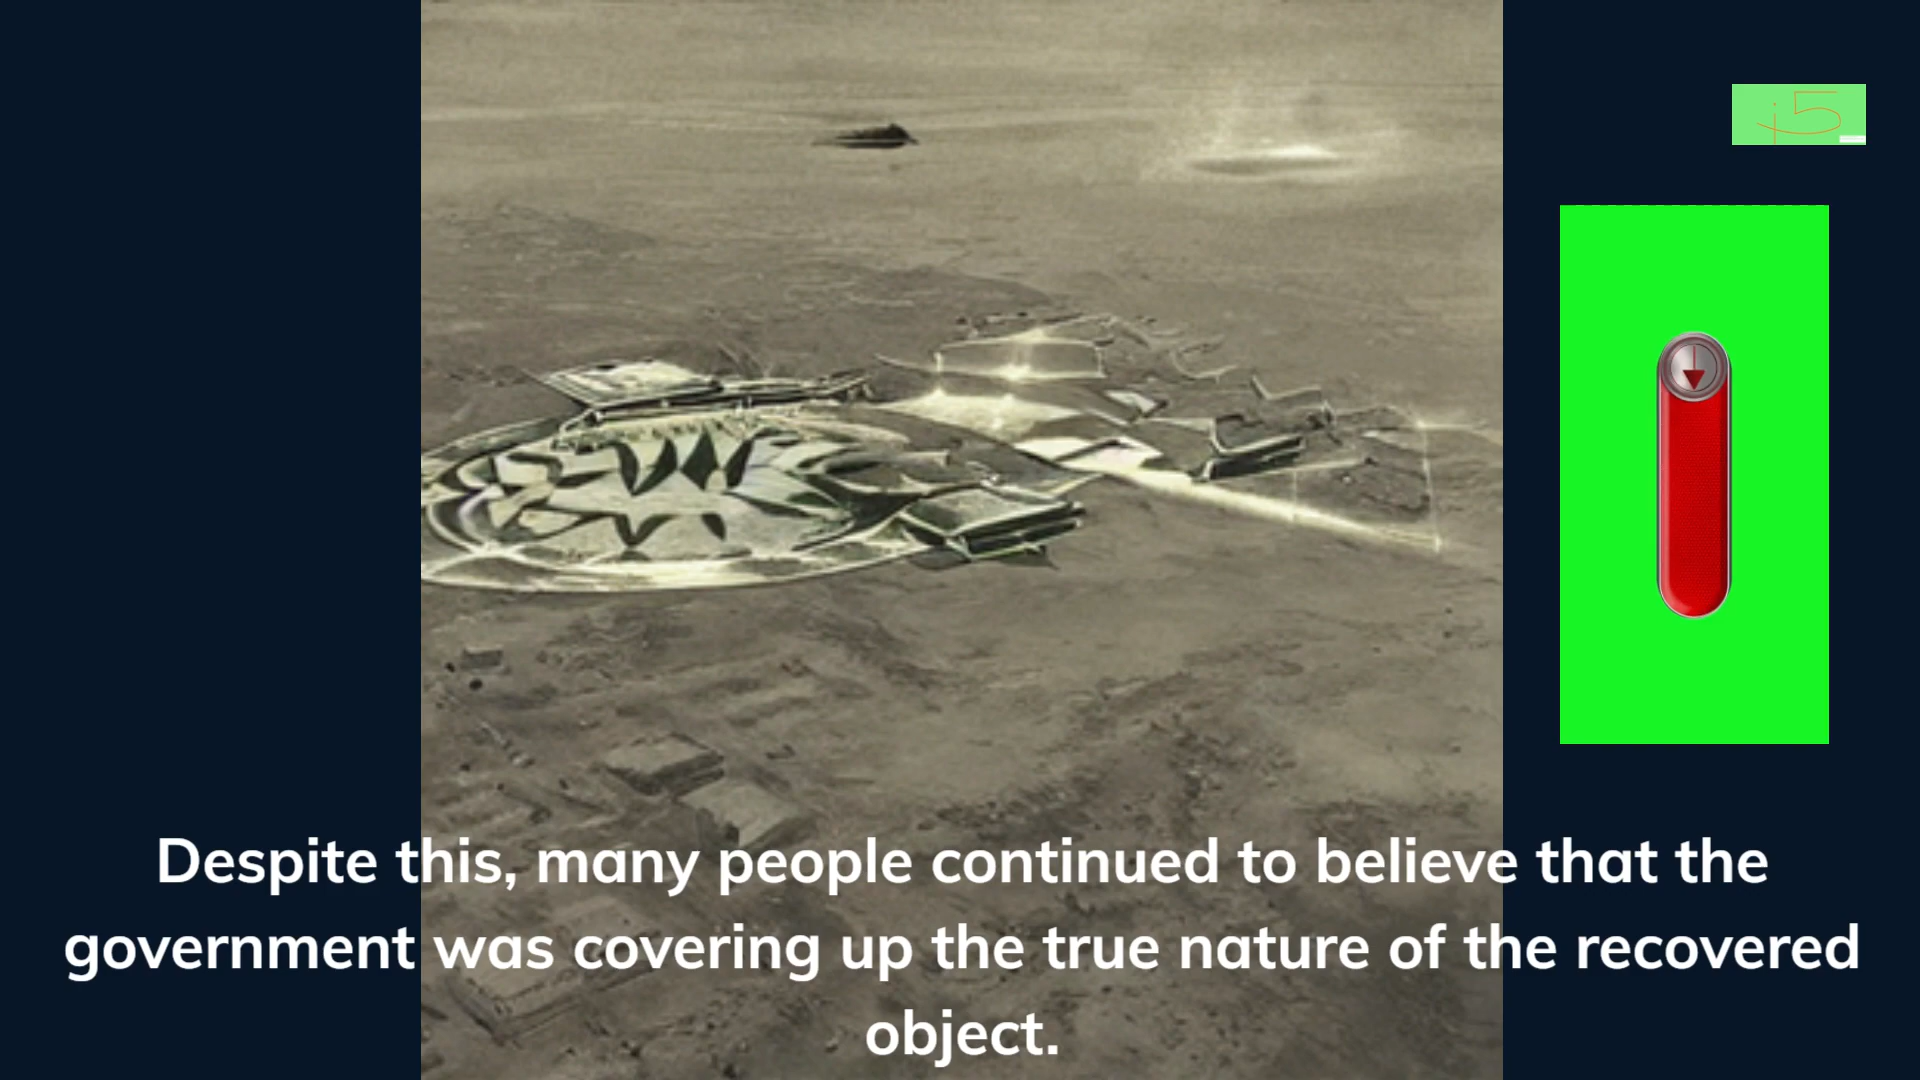 i5
Despite this, many people continued to believe that the
government was covering up the true nature of the recovered
object.